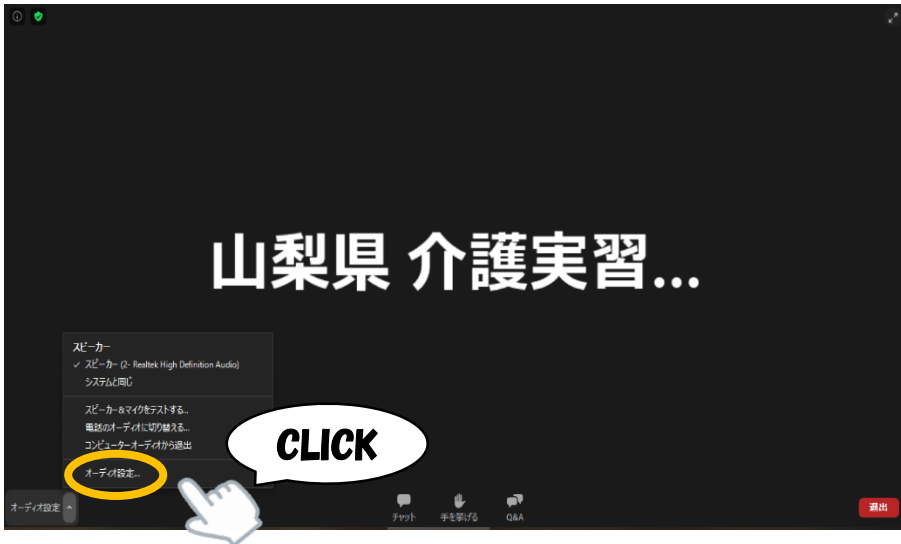 山梨県 介護実習...
スピーカー
✓ スピーカー (2- Realtek High Definition Audio)
システムと同じ
スピーカー&マイクをテストする...
電話のオーディオに切り替える...
コンピューターオーディオから退出
オーディオ設定...
CLICK
オーディオ設定
チャット
手を挙げる
Q&A
退出